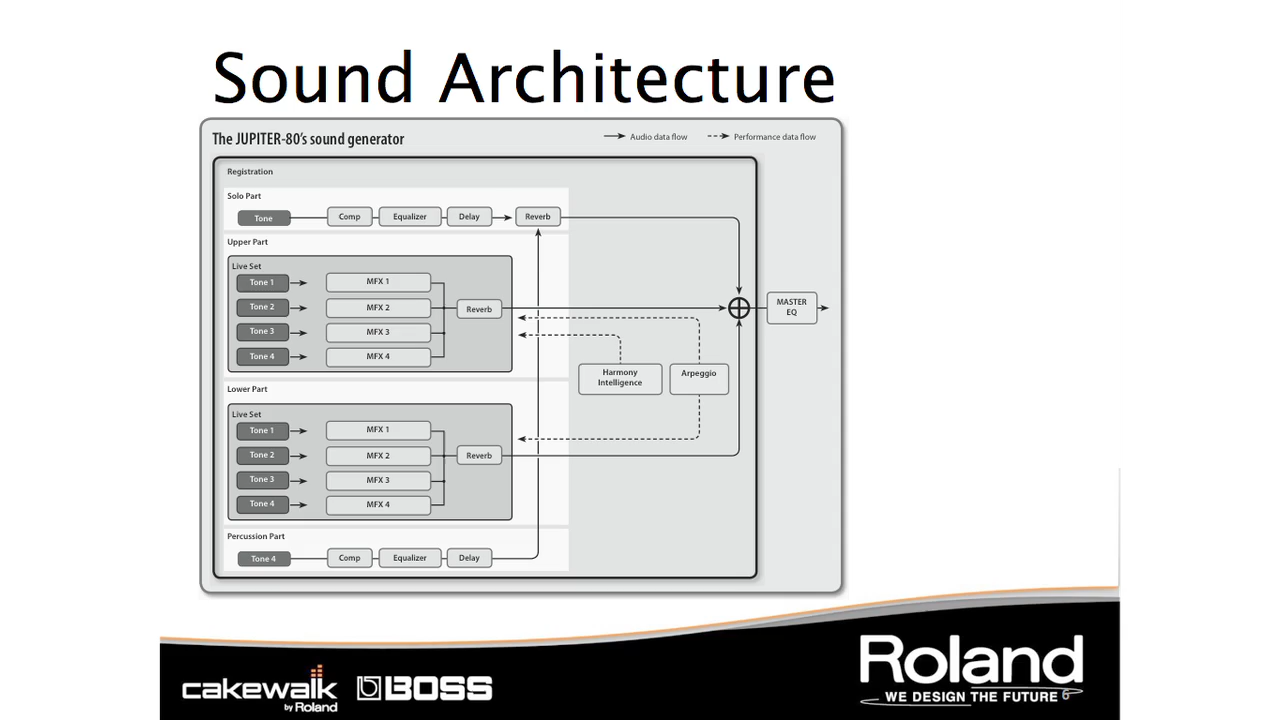 Sound Architecture
The JUPITER-80's sound generator
Audio data flow
Performance data flow
Registration
Solo Part
Tone
Comp
Equalizer
Delay
Reverb
Upper Part
Live Set
Tone 1
MFX 1
Tone 2
MFX 2
Reverb
Tone 3
MFX 3
Tone 4
MFX 4
MASTER
EQ
Harmony
Intelligence
Arpeggio
Lower Part
Live Set
Tone 1
MFX 1
Tone 2
MFX 2
Reverb
Tone 3
MFX 3
Tone 4
MFX 4
Percussion Part
Tone 4
Comp
Equalizer
Delay
cakewalk
by Roland
BOSS
Roland
WE DESIGN THE FUTURE
6